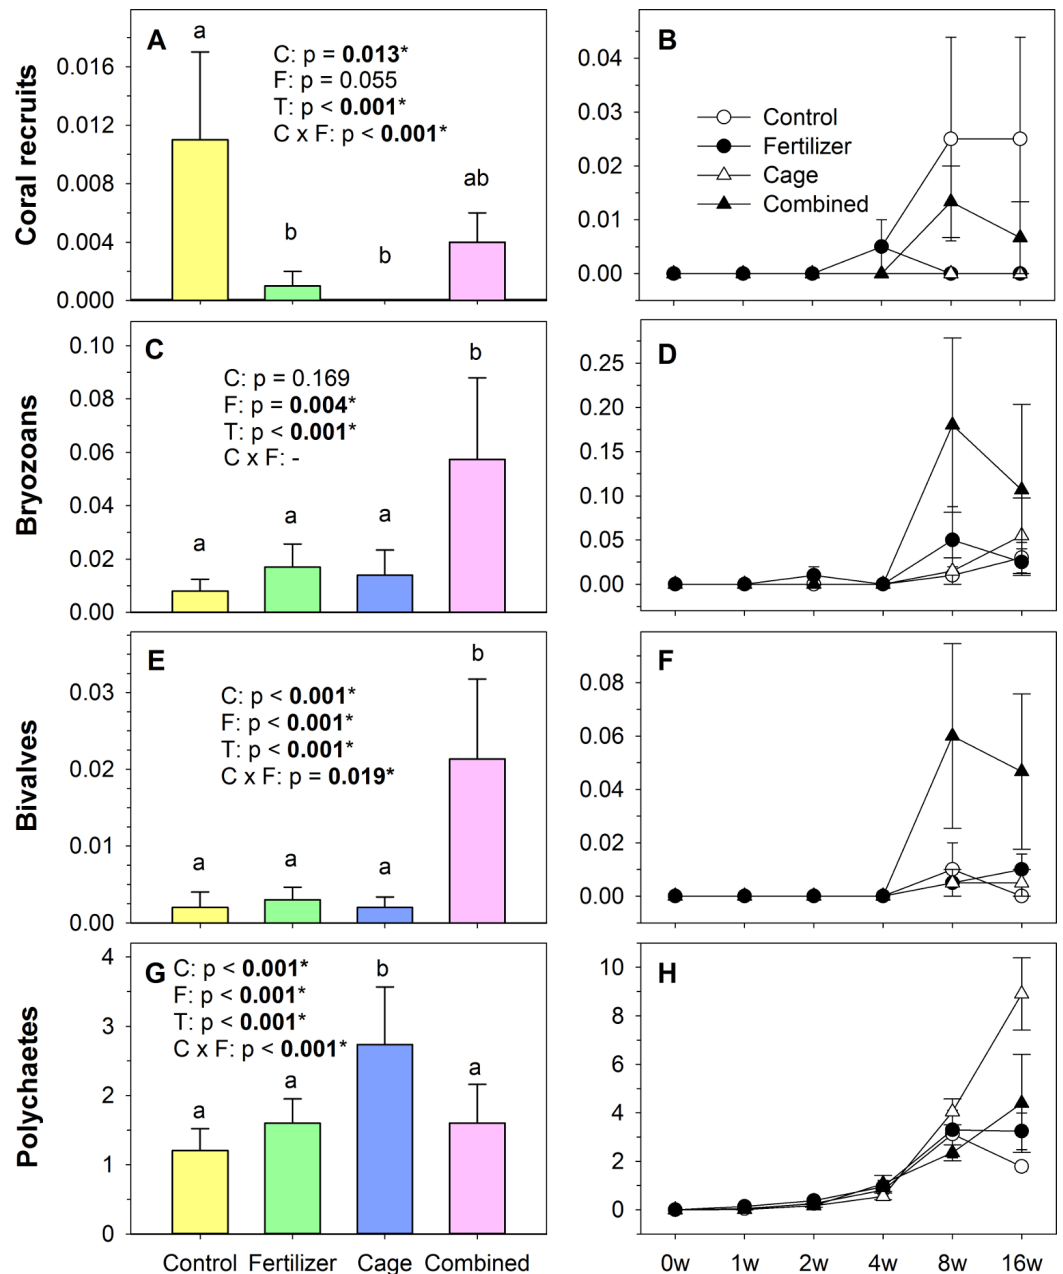 Coral recruits
A
a
C: p = 0.013*
F: p = 0.055
T: p < 0.001*
C x F: p < 0.001*
b
b
ab
0.016
0.012
0.008
0.004
0.000
B
Control
Fertilizer
Cage
Combined
0.04
0.03
0.02
0.01
0.00
Bryozoans
C
C: p = 0.169
F: p = 0.004*
T: p < 0.001*
C x F: -
a
a
a
b
0.10
0.08
0.06
0.04
0.02
0.00
D
0.25
0.20
0.15
0.10
0.05
0.00
Bivalves
E
C: p < 0.001*
F: p < 0.001*
T: p < 0.001*
C x F: p = 0.019*
a
a
a
b
0.03
0.02
0.01
0.00
F
0.08
0.06
0.04
0.02
0.00
Polychaetes
G
C: p < 0.001*
F: p < 0.001*
T: p < 0.001*
C x F: p < 0.001*
a
a
b
a
4
3
2
1
0
Control Fertilizer Cage Combined
H
10
8
6
4
2
0
0w 1w 2w 4w 8w 16w